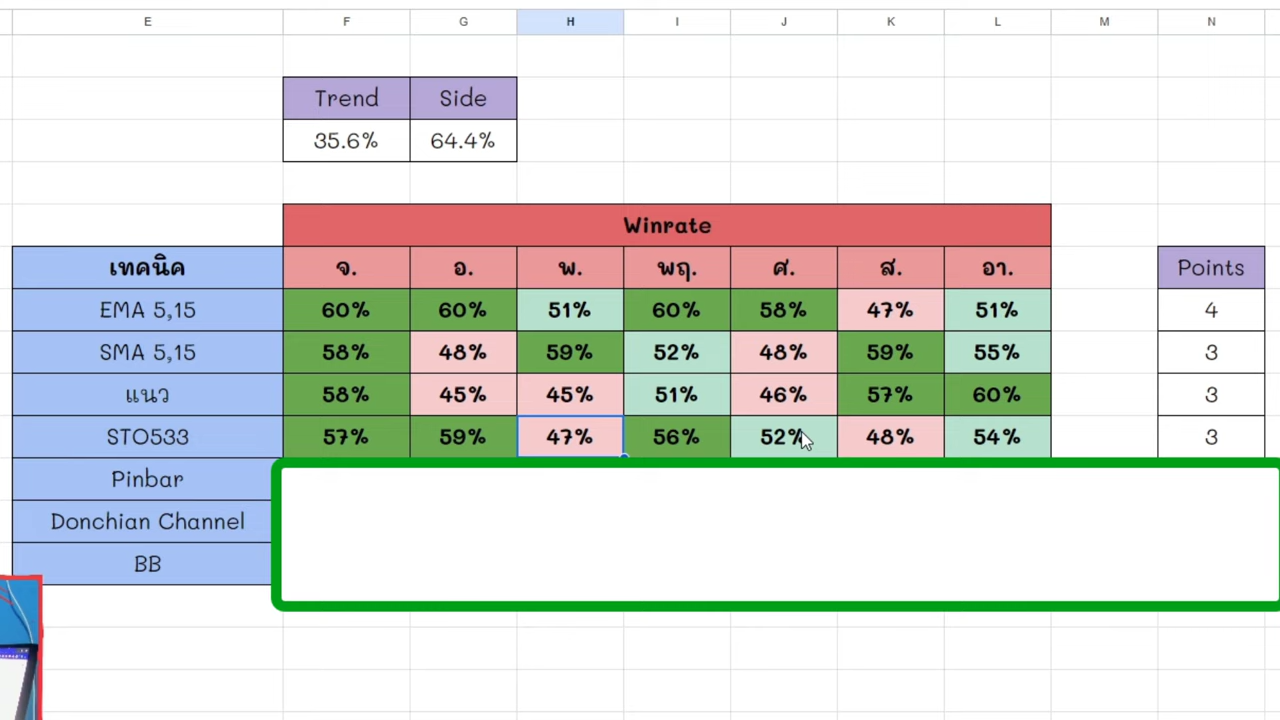 E F G H I J K L M N
Trend Side
35.6% 64.4%
Winrate
เทคนิค จ. อ. พ. พฤ. ศ. ส. อา. Points
EMA 5,15 60% 60% 51% 60% 58% 47% 51% 4
SMA 5,15 58% 48% 59% 52% 48% 59% 55% 3
แนว 58% 45% 45% 51% 46% 57% 60% 3
STO533 57% 59% 47% 56% 52% 48% 54% 3
Pinbar
Donchian Channel
BB